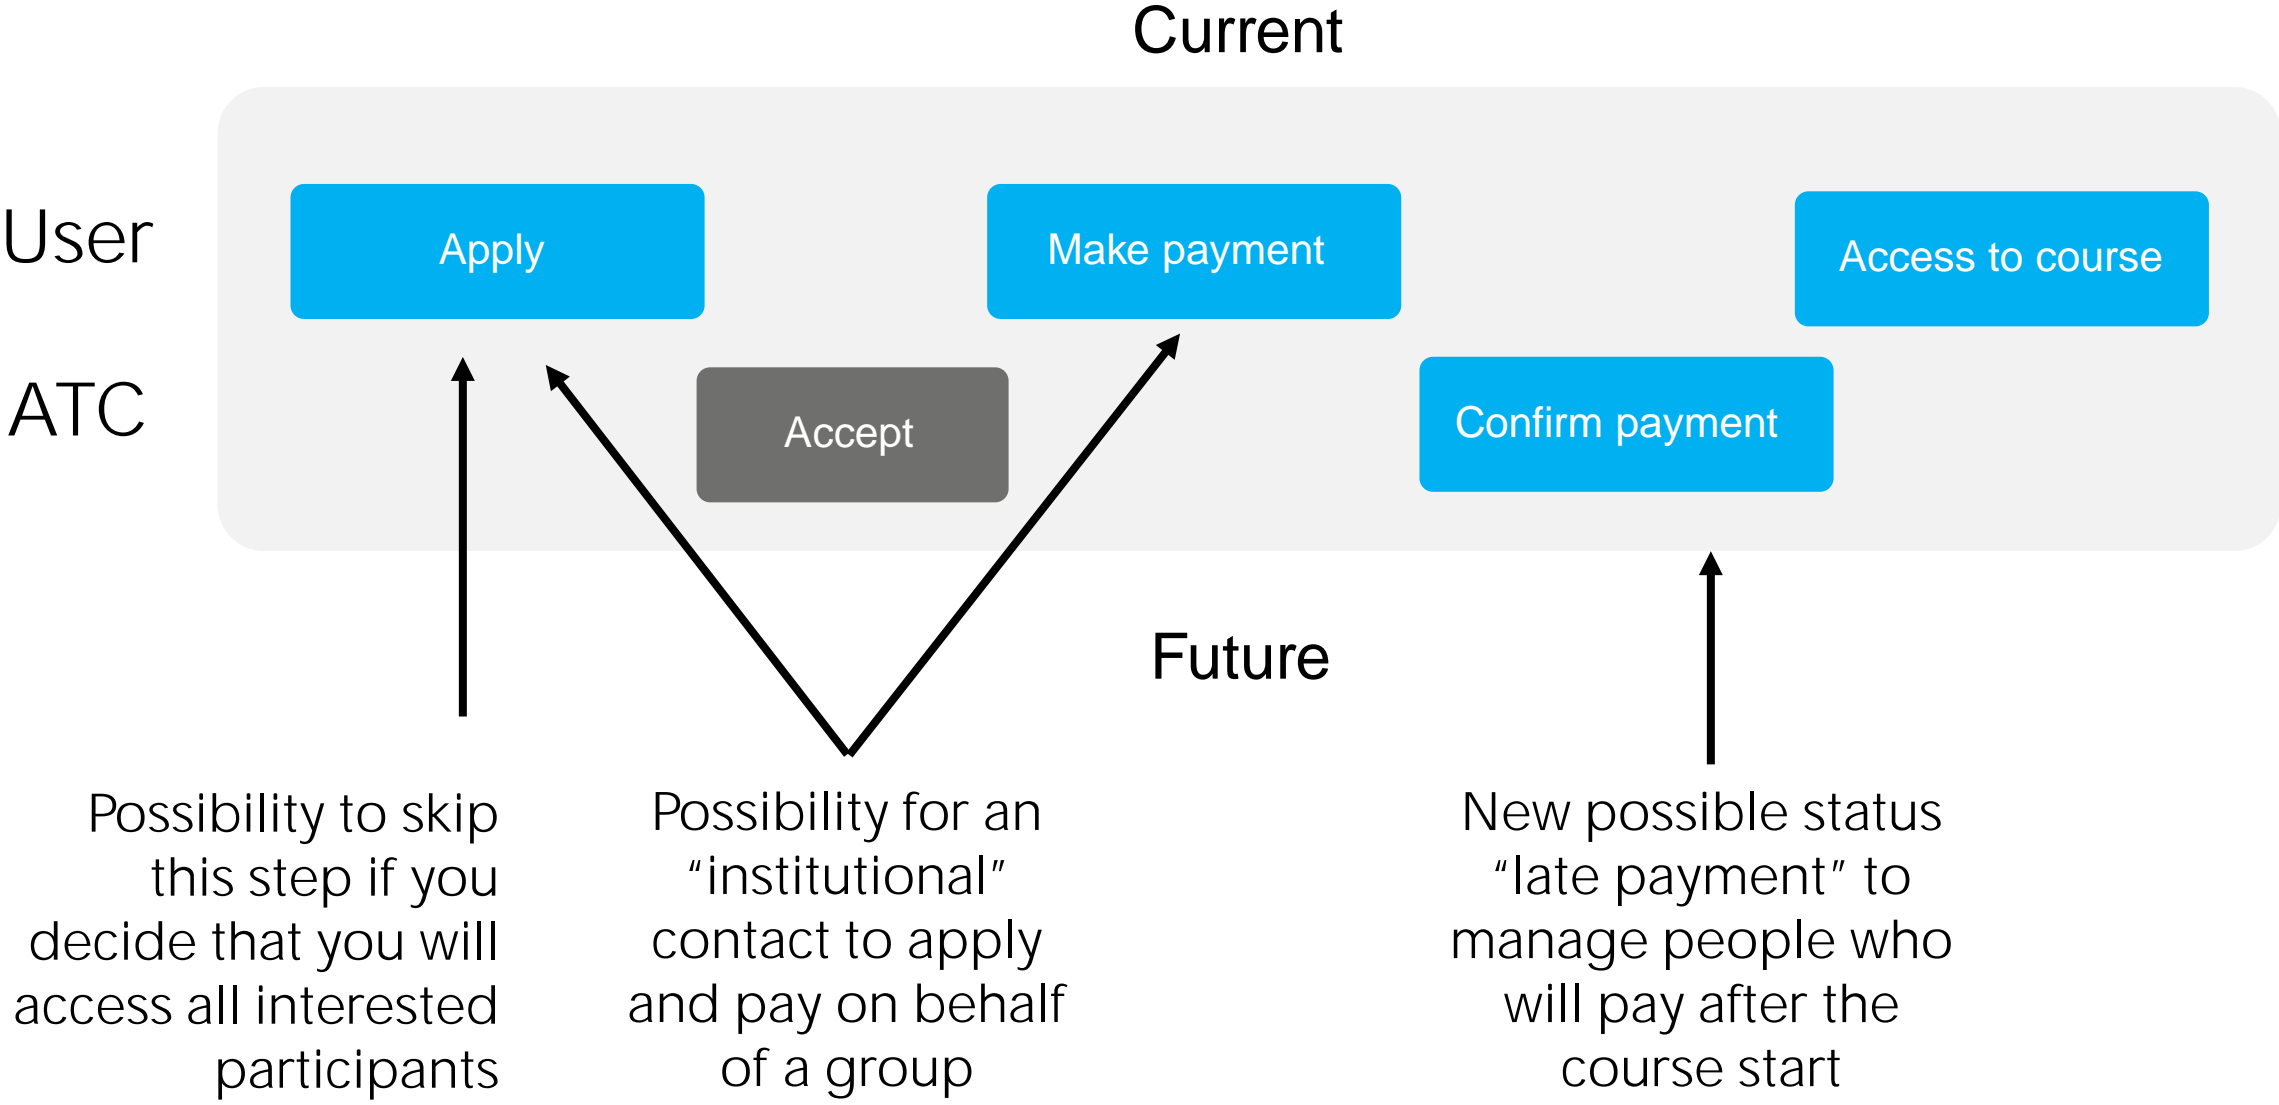 Current
User
Apply
Make payment
Access to course
ATC
Accept
Confirm payment
Future
Possibility to skip
this step if you
decide that you will
access all interested
participants
Possibility for an
“institutional”
contact to apply
and pay on behalf
of a group
New possible status
“late payment” to
manage people who
will pay after the
course start